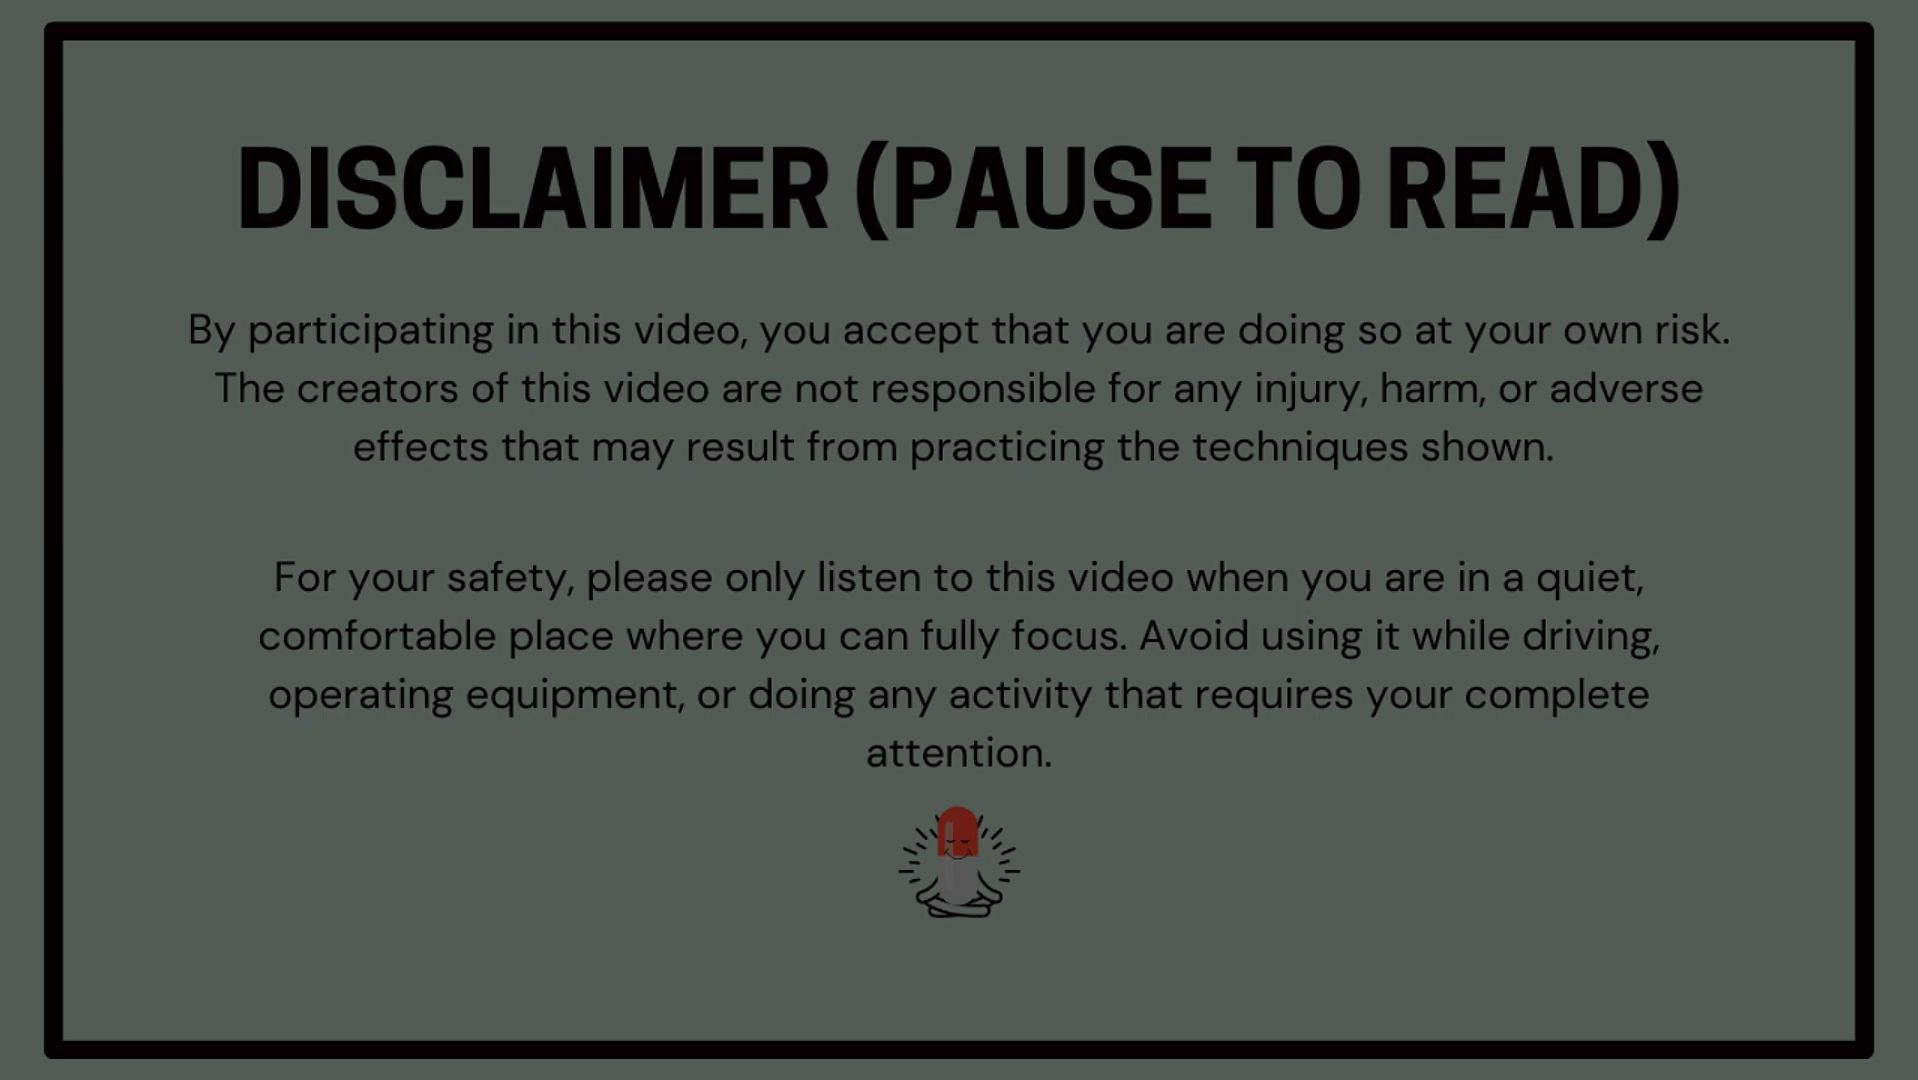 DISCLAIMER (PAUSE TO READ)
By participating in this video, you accept that you are doing so at your own risk.
The creators of this video are not responsible for any injury, harm, or adverse
effects that may result from practicing the techniques shown.
For your safety, please only listen to this video when you are in a quiet,
comfortable place where you can fully focus. Avoid using it while driving,
operating equipment, or doing any activity that requires your complete
attention.